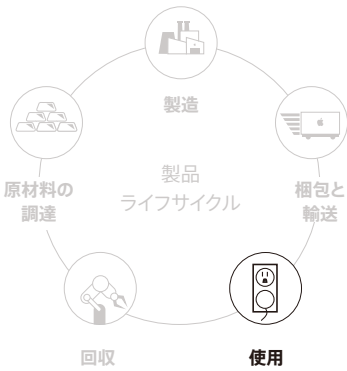 製造
原材料の
調達
製品
ライフサイクル
梱包と
輸送
回収
使用